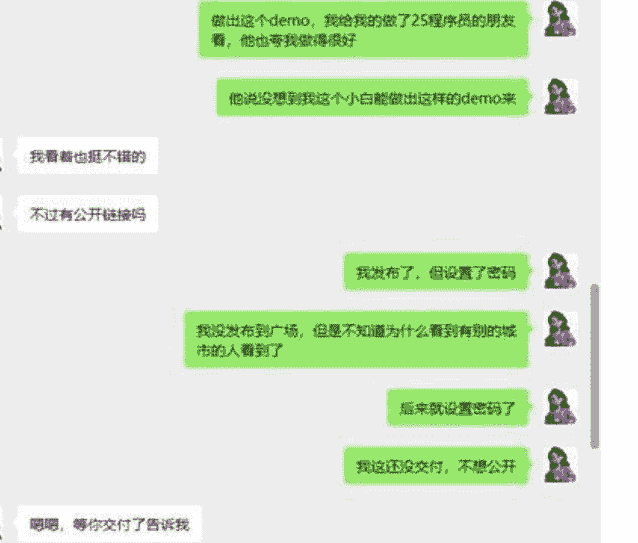 做出这个demo，我给我的做了25程序员的朋友
看，他也夸我做得很好
他说没想到我这个小白能做出这样的demo来
我看着也挺不错的
不过有公开链接吗
我发布了，但设置了密码
我没发布到广场，但是不知道为什么看到有别的城
市的人看到了
后来就设置密码了
我这还没交付，不想公开
嗯嗯，等你交付了告诉我